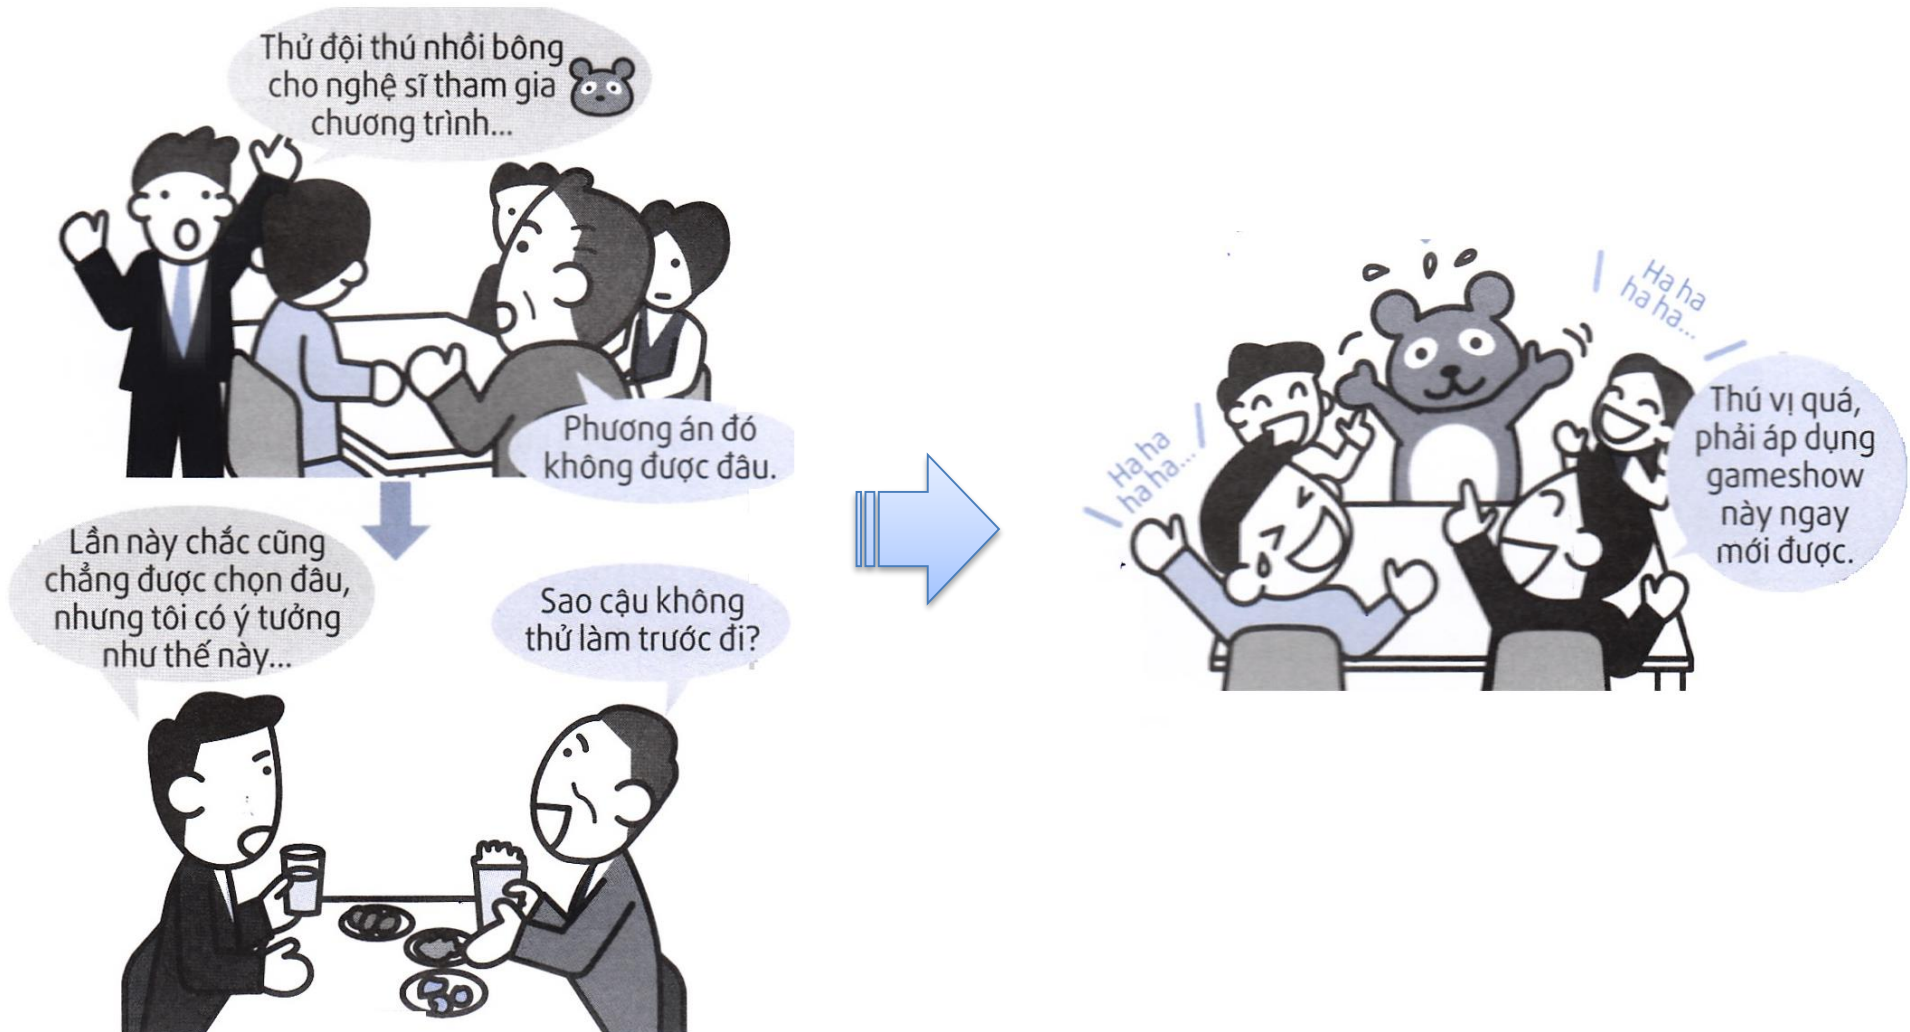 Thử đội thú nhồi bông
cho nghệ sĩ tham gia
chương trình...
Phương án đó
không được đâu.
Lần này chắc cũng
chẳng được chọn đâu,
nhưng tôi có ý tưởng
như thế này...
Sao cậu không
thử làm trước đi?
Ha ha
ha ha...
Ha ha
ha ha...
Thú vị quá,
phải áp dụng
gameshow
này ngay
mới được.